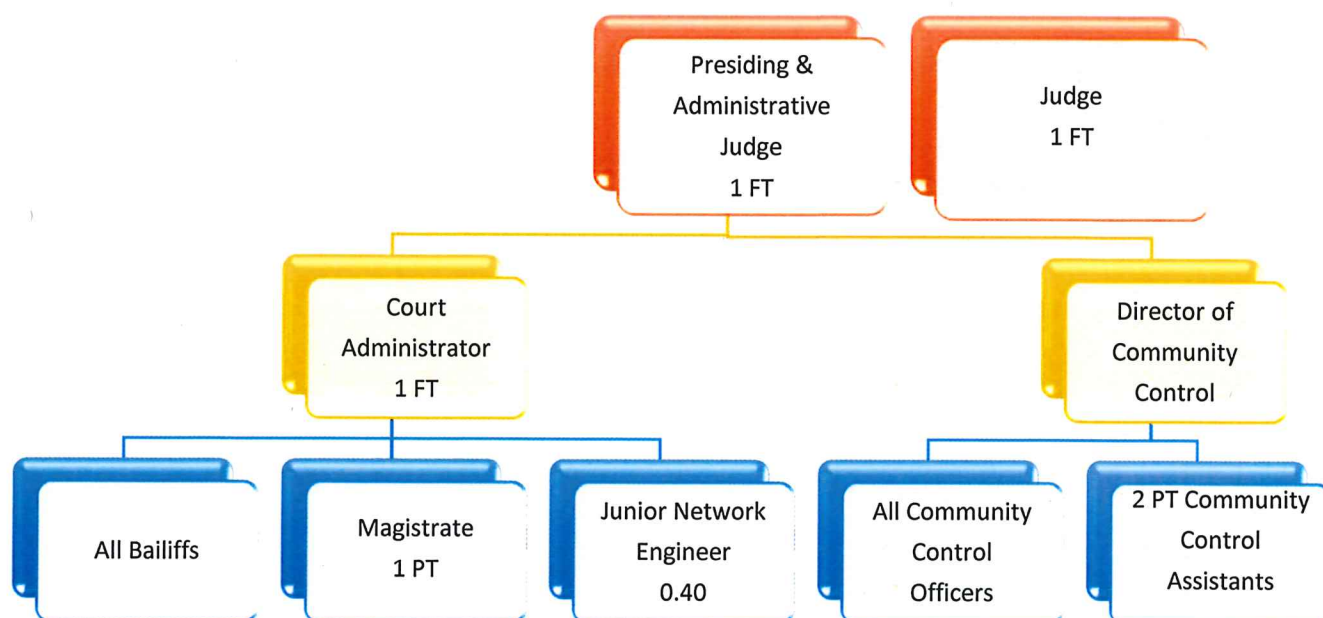 Presiding &
Administrative
Judge
1 FT
Judge
1 FT
Court
Administrator
1 FT
Director of
Community
Control
All Bailiffs
Magistrate
1 PT
Junior Network
Engineer
0.40
All Community
Control
Officers
2 PT Community
Control
Assistants